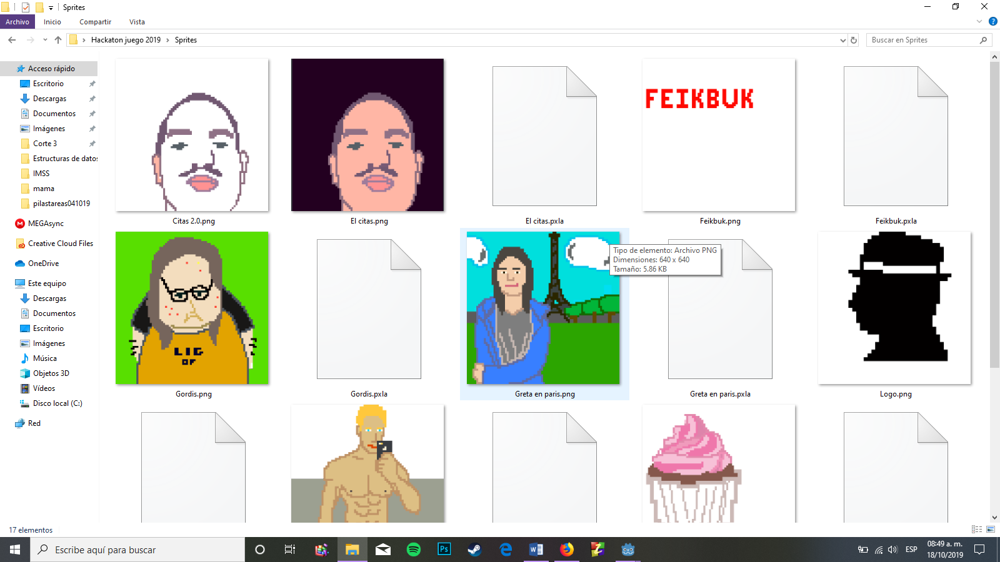 Sprites
Archivo
Inicio
Compartir
Vista
Hackaton juego 2019
Sprites
Buscar en Sprites
Acceso rápido
Escritorio
Descargas
Documentos
Imágenes
Corte 3
Estructuras de datos
IMSS
mama
pilastareas041019
MEGAsync
Creative Cloud Files
OneDrive
Este equipo
Descargas
Documentos
Escritorio
Imágenes
Música
Objetos 3D
Vídeos
Disco local (C:)
Red
FEIKBUK
Citas 2.0.png
El citas.png
El citas.pxla
Feikbuk.png
Feikbuk.pxla
Tipo de elemento: Archivo PNG
Dimensiones: 640 x 640
Tamaño: 5.86 KB
LIG
OF
Gordis.png
Gordis.pxla
Greta en paris.png
Greta en paris.pxla
Logo.png
17 elementos
Escribe aquí para buscar
Ps
ESP
08:49 a. m.
18/10/2019